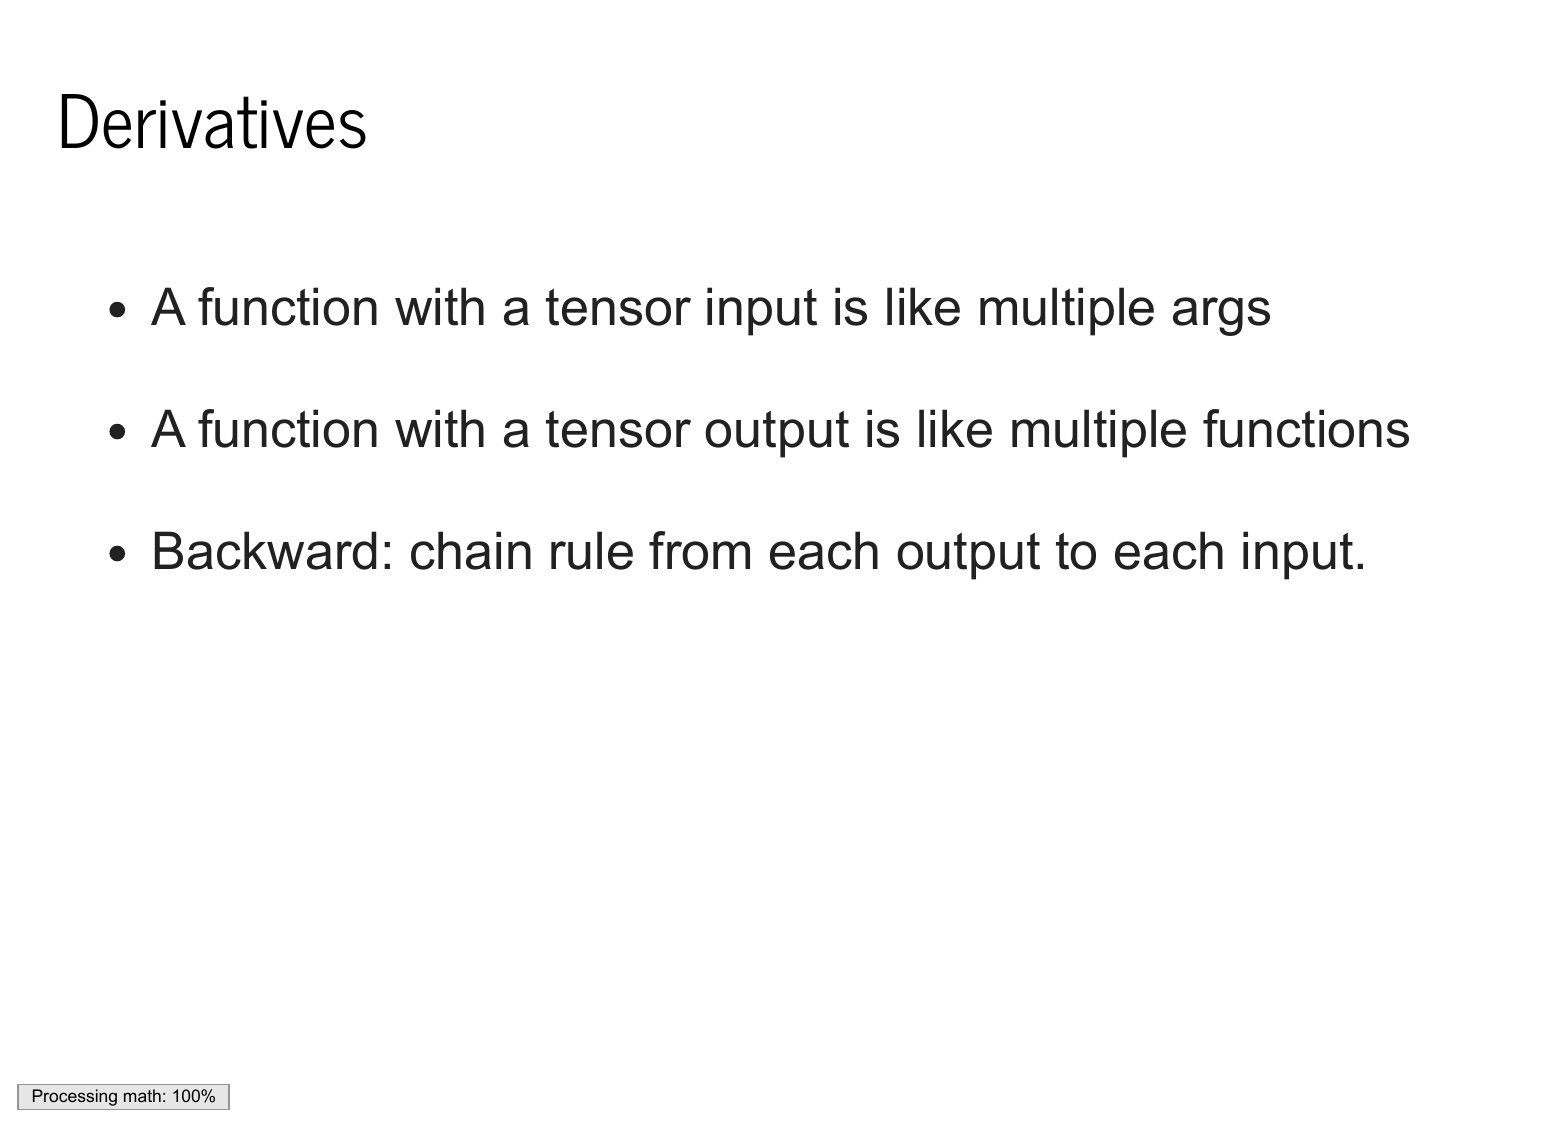 Derivatives
• A function with a tensor input is like multiple args
• A function with a tensor output is like multiple functions
• Backward: chain rule from each output to each input.
Processing math: 100%